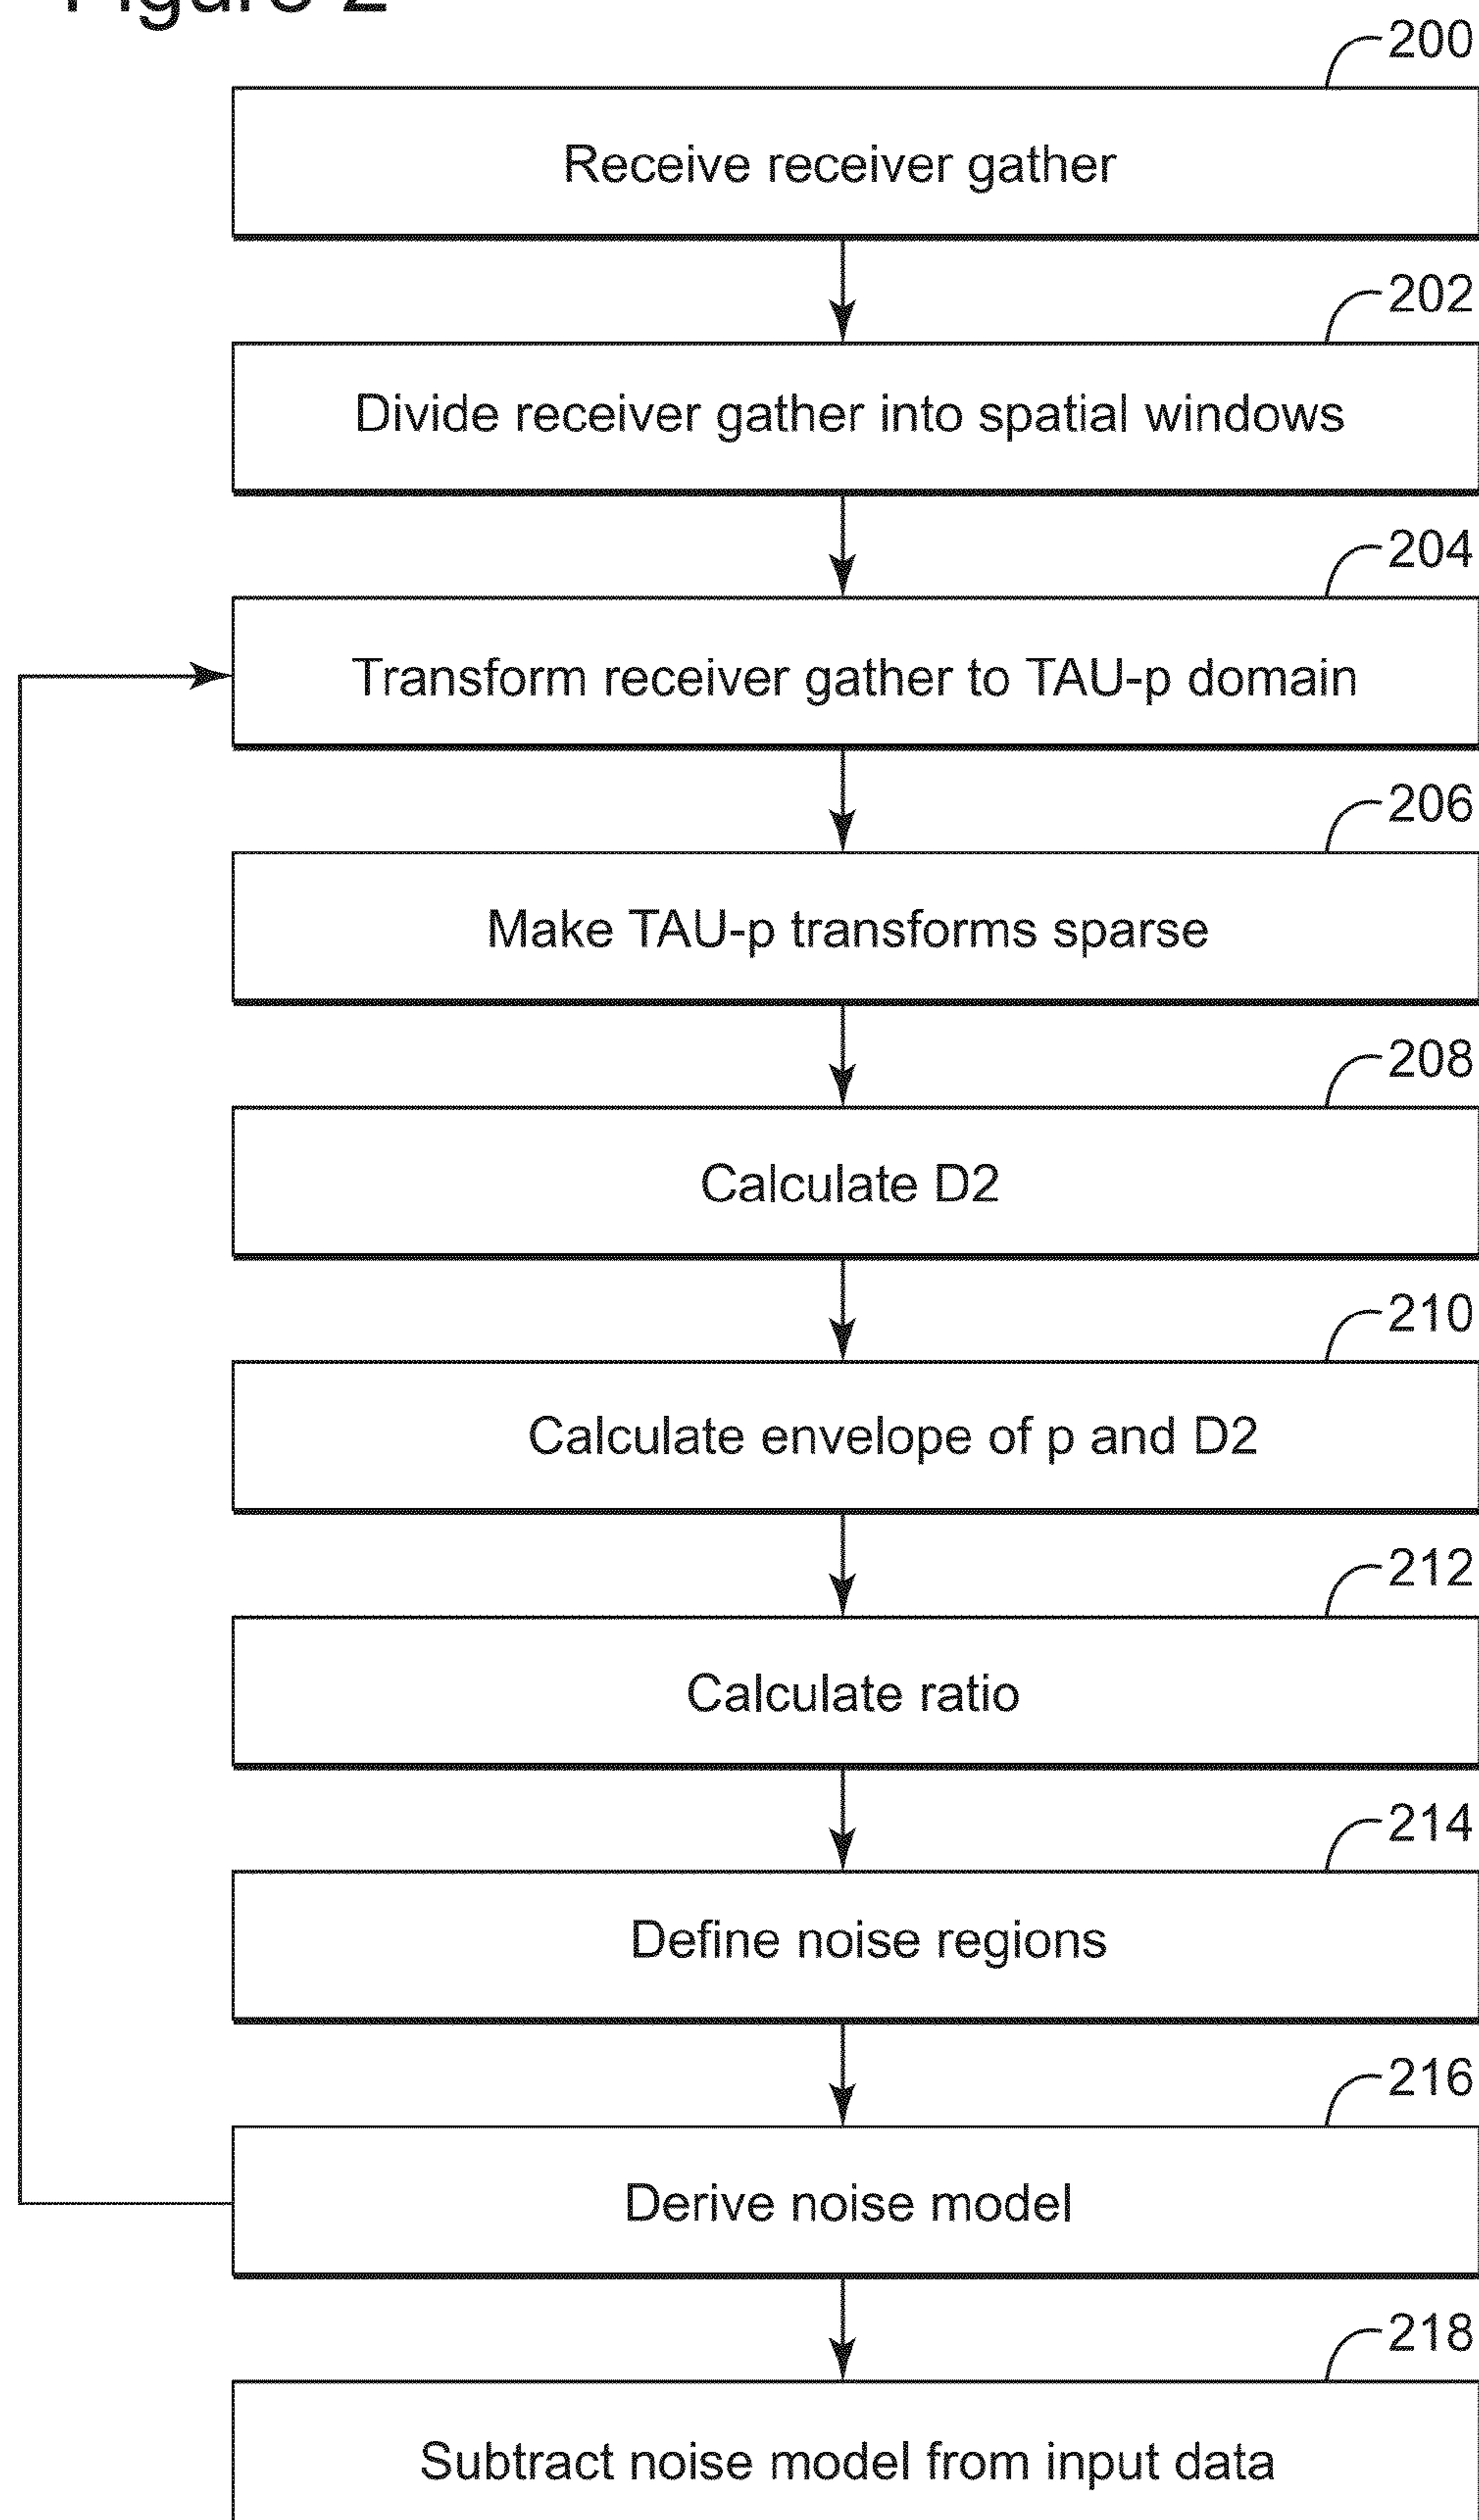 Figure 2
200
Receive receiver gather
202
Divide receiver gather into spatial windows
204
Transform receiver gather to TAU-p domain
206
Make TAU-p transforms sparse
208
Calculate D2
210
Calculate envelope of p and D2
212
Calculate ratio
214
Define noise regions
216
Derive noise model
218
Subtract noise model from input data